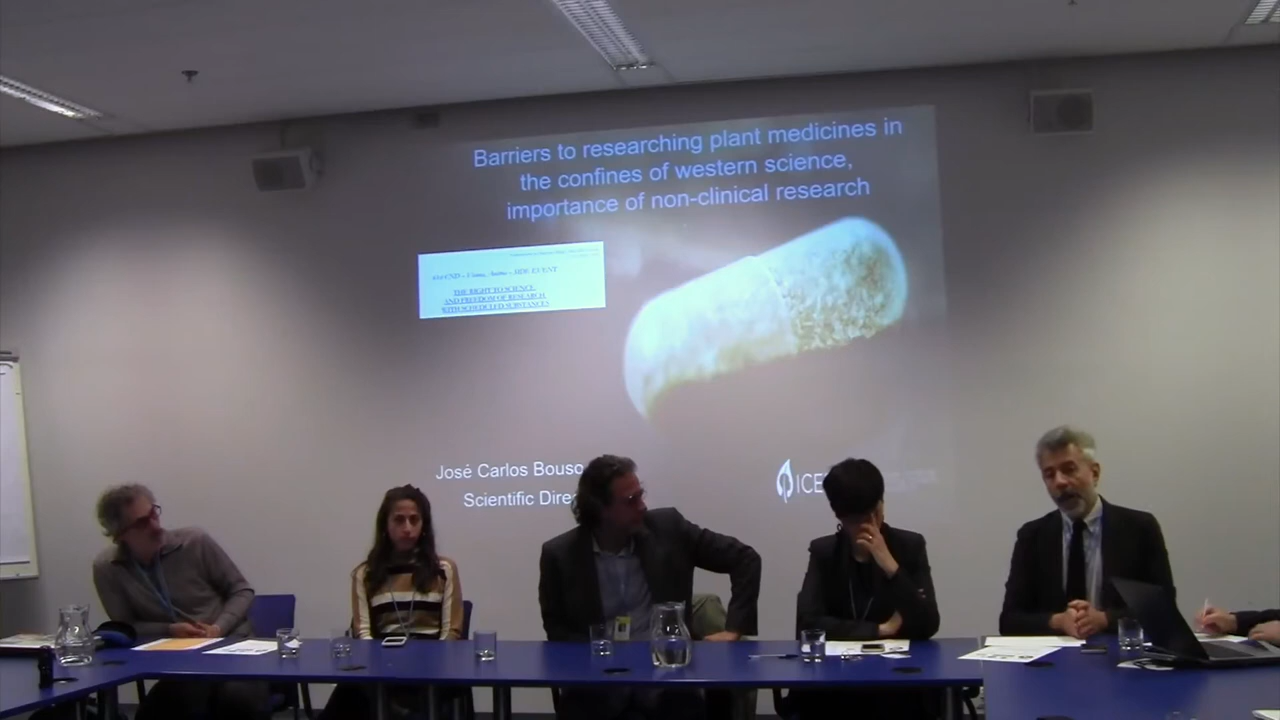 Barriers to researching plant medicines in
the confines of western science,
importance of non-clinical research
THE RIGHT TO SCIENCE
AND FREEDOM OF RESEARCH
WITH SCHEDULED SUBSTANCES
José Carlos Bouso
Scientific Dire
ICE